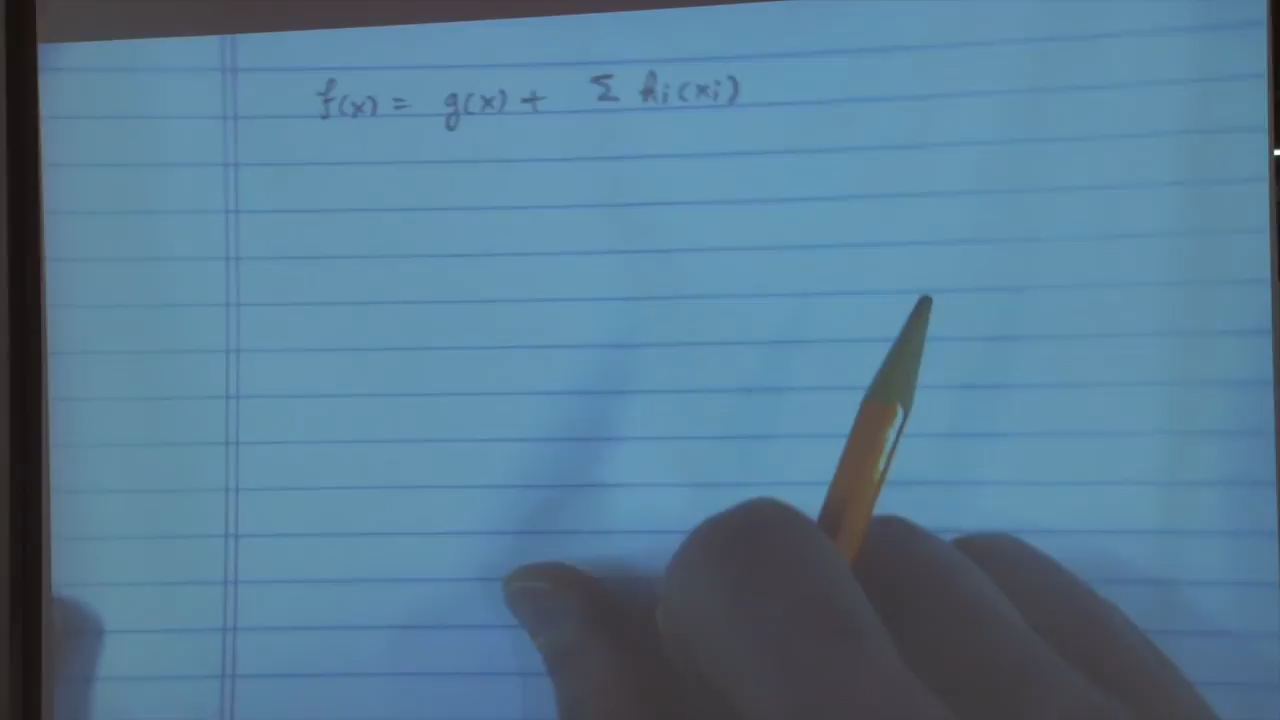 f(x) = g(x) + Σ hᵢ(xᵢ)